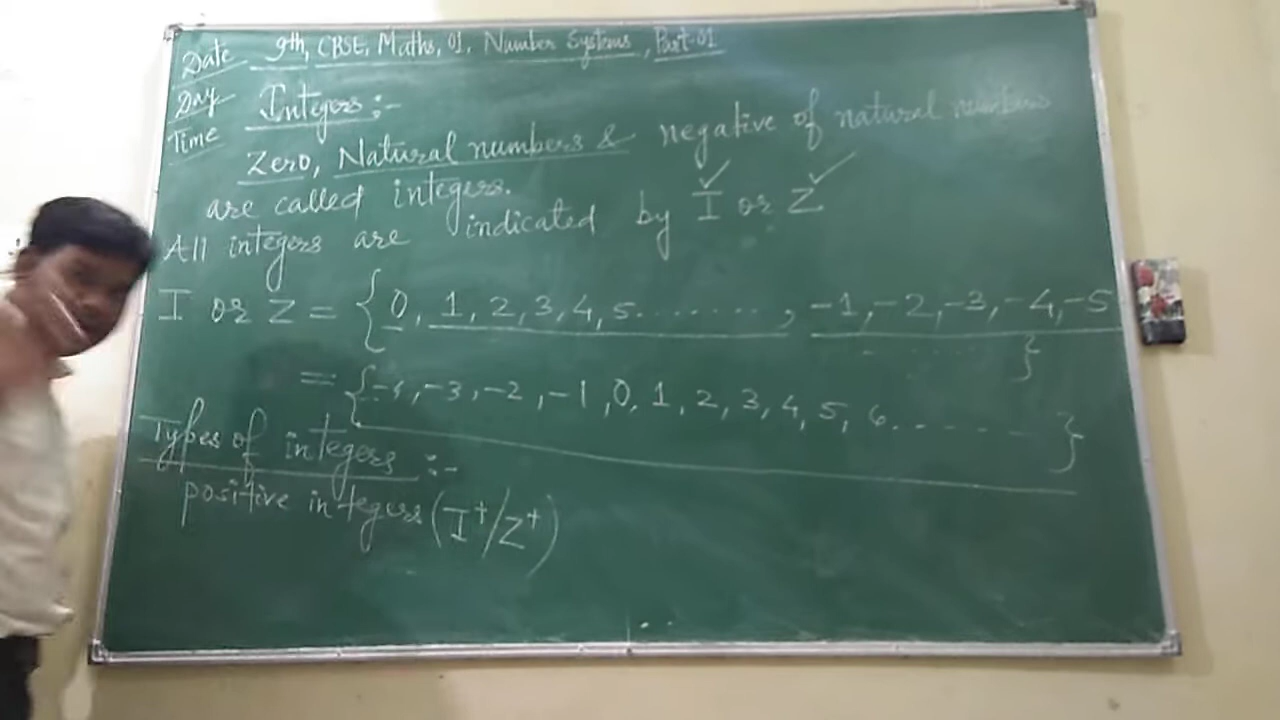 Date 9th, CBSE, Maths, 01, Number Systems, Part-01
Day Integers:-
Time
Zero, Natural numbers & negative of natural numbers
are called integers.
All integers are indicated by I or Z
I or Z = {0, 1, 2, 3, 4, 5........, -1, -2, -3, -4, -5
......}
= {-4, -3, -2, -1, 0, 1, 2, 3, 4, 5, 6.......}
Types of integers :-
positive integers (I⁺/Z⁺)